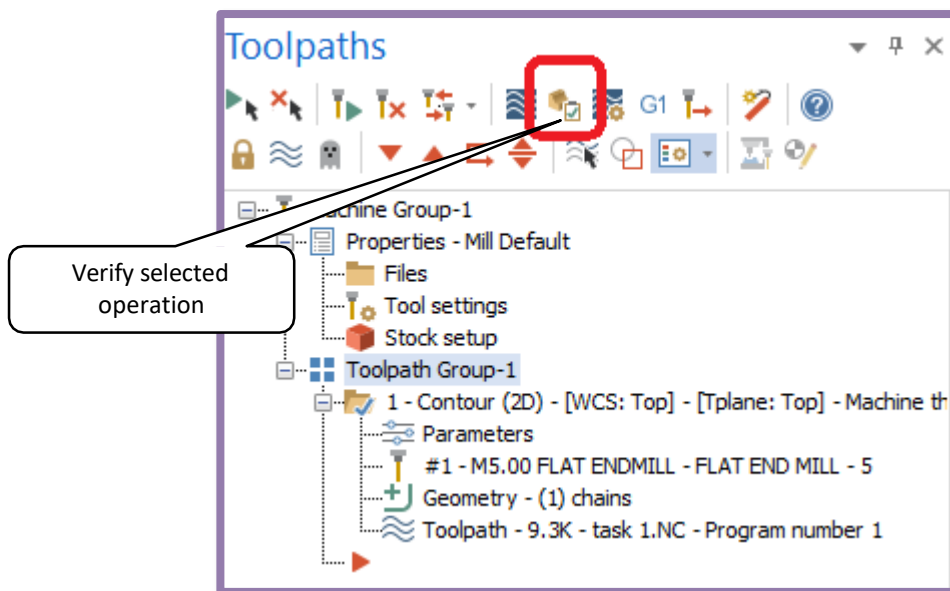 Toolpaths
G1
Machine Group-1
Properties - Mill Default
Verify selected
operation
Files
Tool settings
Stock setup
Toolpath Group-1
1 - Contour (2D) - [WCS: Top] - [Tplane: Top] - Machine th
Parameters
#1 - M5.00 FLAT ENDMILL - FLAT END MILL - 5
Geometry - (1) chains
Toolpath - 9.3K - task 1.NC - Program number 1